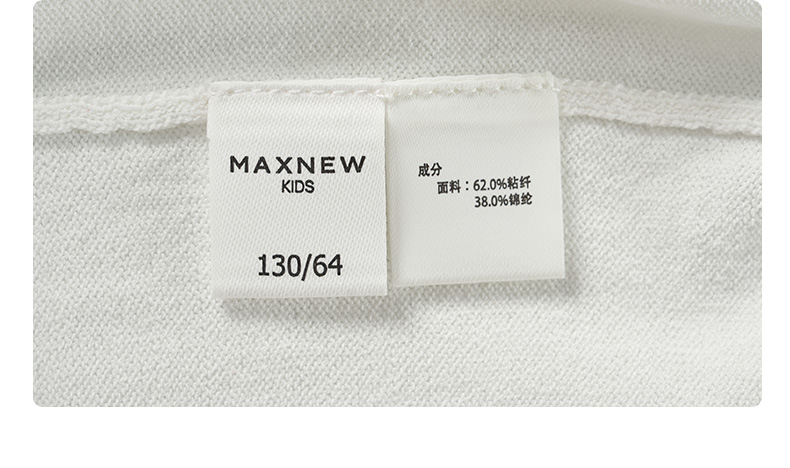 MAXNEW
KIDS
130/64
成分
面料：62.0%粘纤
38.0%锦纶